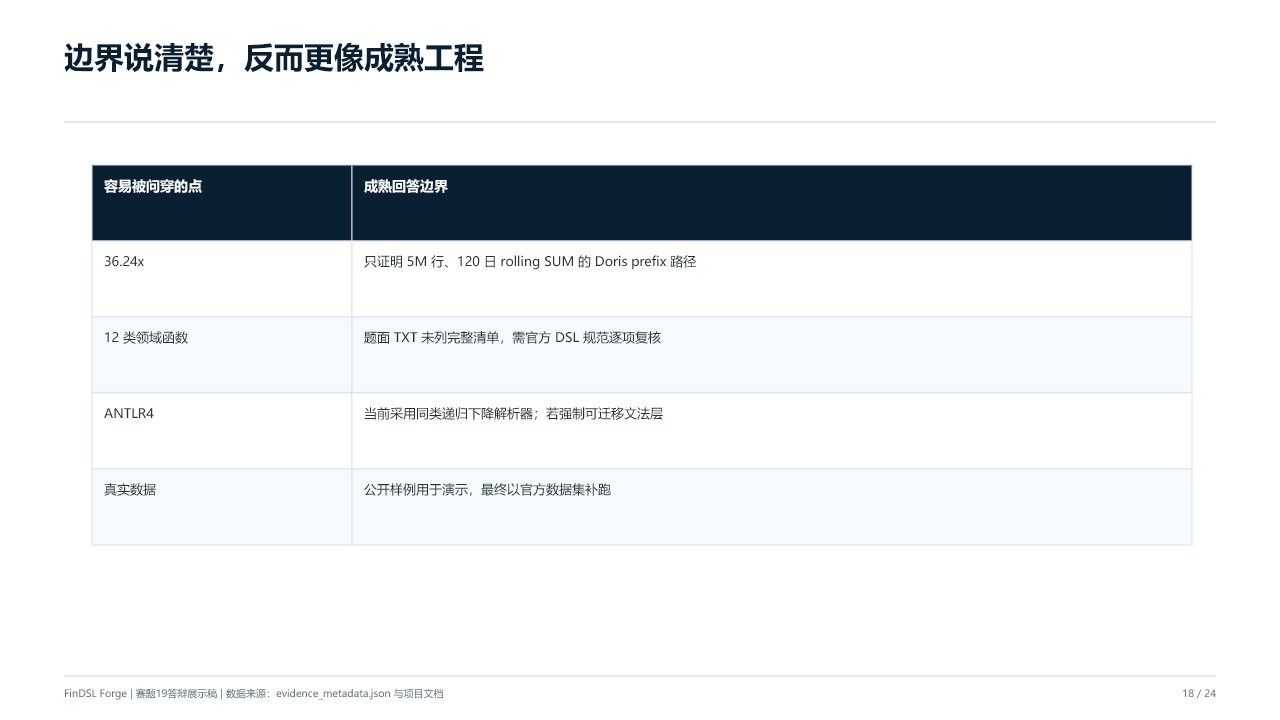 边界说清楚，反而更像成熟工程
容易被问穿的点
成熟回答边界
36.24x
只证明 5M 行、120 日 rolling SUM 的 Doris prefix 路径
12 类领域函数
题面 TXT 未列完整清单，需官方 DSL 规范逐项复核
ANTLR4
当前采用同类递归下降解析器；若强制可迁移文法层
真实数据
公开样例用于演示，最终以官方数据集补跑
FinDSL Forge | 赛题19答辩展示稿 | 数据来源：evidence_metadata.json 与项目文档
18 / 24